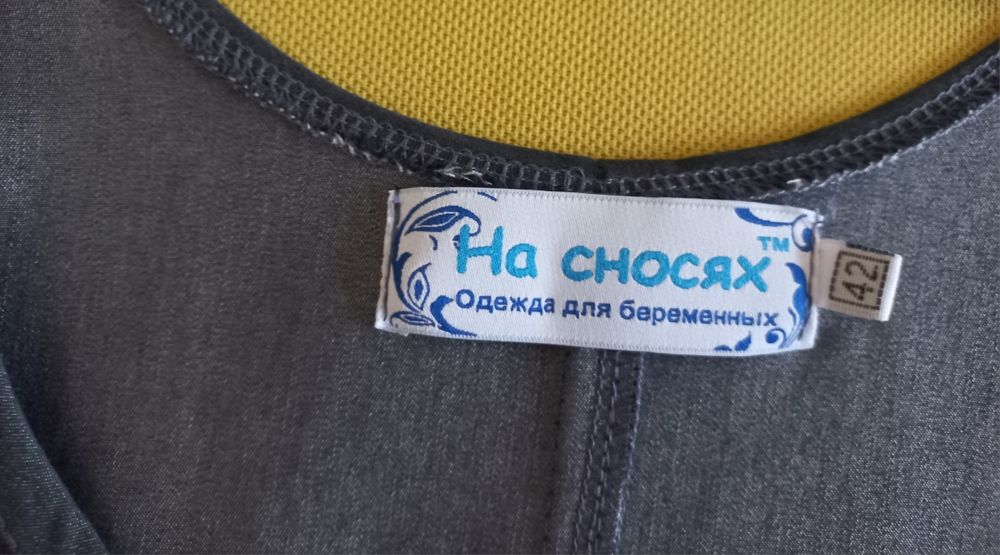 На сносях™
Одежда для беременных
42